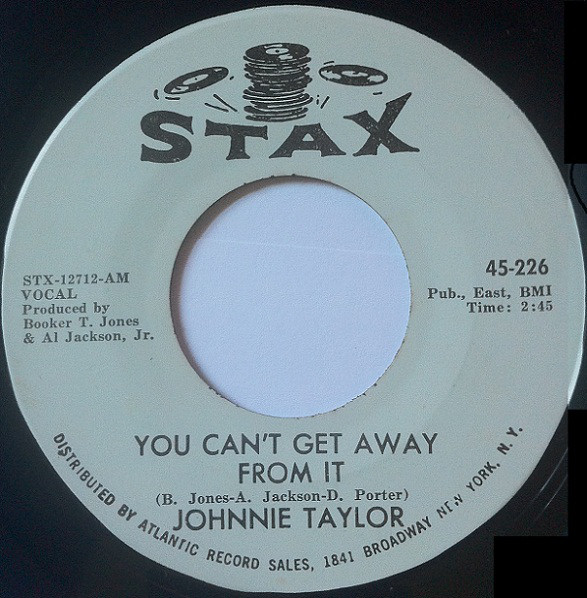 STAX
STX-12712-AM
VOCAL
Produced by
Booker T. Jones
& Al Jackson, Jr.
45-226
Pub., East, BMI
Time: 2:45
YOU CAN'T GET AWAY
FROM IT
(B. Jones-A. Jackson-D. Porter)
JOHNNIE TAYLOR
DISTRIBUTED BY ATLANTIC RECORD SALES, 1841 BROADWAY NEW YORK, N. Y.